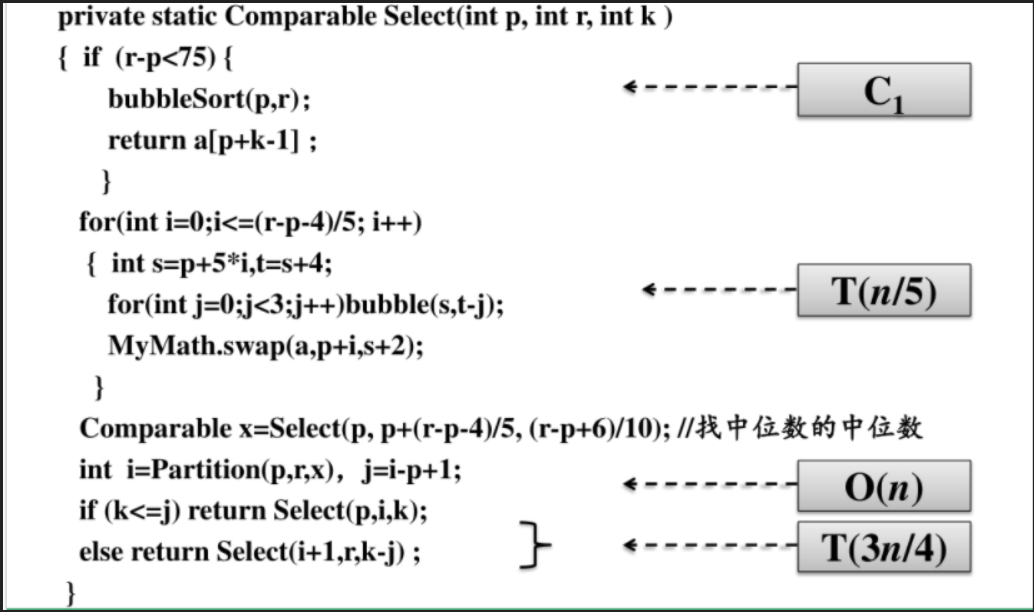 private static Comparable Select(int p, int r, int k )
{ if (r-p<75) {
bubbleSort(p,r);
C1
return a[p+k-1] ;
}
for(int i=0;i<=(r-p-4)/5; i++)
{ int s=p+5*i,t=s+4;
T(n/5)
for(int j=0;j<3;j++)bubble(s,t-j);
MyMath.swap(a,p+i,s+2);
}
Comparable x=Select(p, p+(r-p-4)/5, (r-p+6)/10); //找中位数的中位数
int i=Partition(p,r,x)，j=i-p+1;
O(n)
if (k<=j) return Select(p,i,k);
else return Select(i+1,r,k-j) ;
T(3n/4)
}